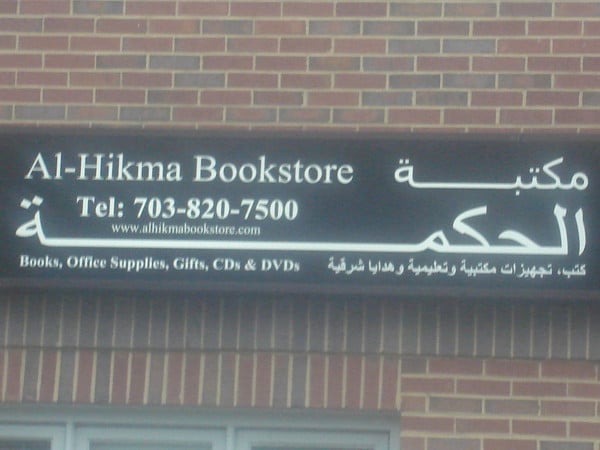 Al-Hikma Bookstore
مكتبة
Tel: 703-820-7500
الحكمة
www.alhikmabookstore.com
Books, Office Supplies, Gifts, CDs & DVDs
كتب، تجهيزات مكتبية وتعليمية وهدايا شرقية